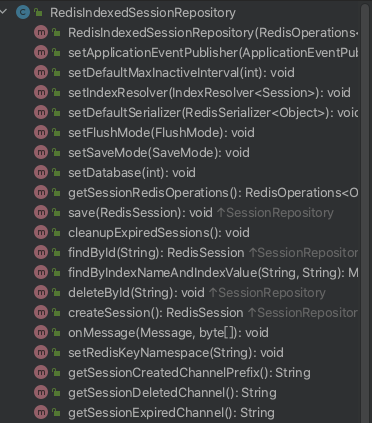 RedisIndexedSessionRepository
RedisIndexedSessionRepository(RedisOperations<
setApplicationEventPublisher(ApplicationEventPub
setDefaultMaxInactiveInterval(int): void
setIndexResolver(IndexResolver<Session>): void
setDefaultSerializer(RedisSerializer<Object>): void
setFlushMode(FlushMode): void
setSaveMode(SaveMode): void
setDatabase(int): void
getSessionRedisOperations(): RedisOperations<O
save(RedisSession): void ↑SessionRepository
cleanupExpiredSessions(): void
findById(String): RedisSession ↑SessionRepositor
findByIndexNameAndIndexValue(String, String): M
deleteById(String): void ↑SessionRepository
createSession(): RedisSession ↑SessionRepositor
onMessage(Message, byte[]): void
setRedisKeyNamespace(String): void
getSessionCreatedChannelPrefix(): String
getSessionDeletedChannel(): String
getSessionExpiredChannel(): String